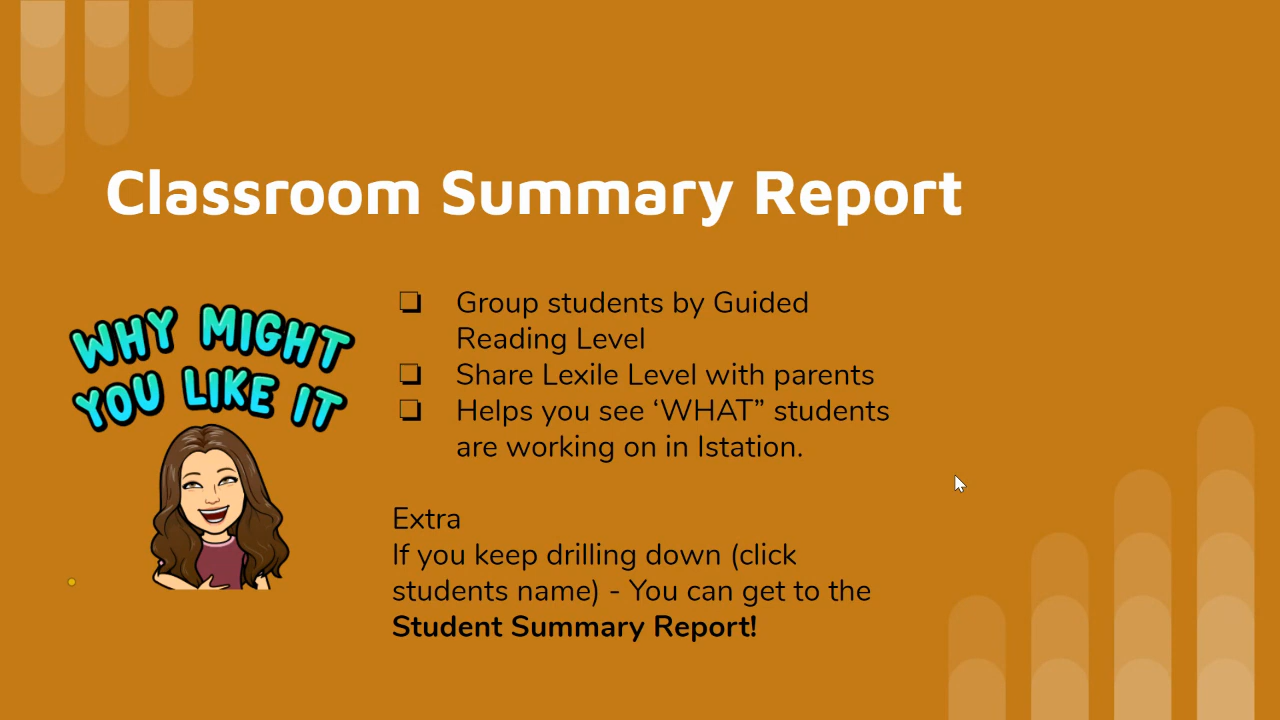 Classroom Summary Report
WHY MIGHT
YOU LIKE IT
❏ Group students by Guided
Reading Level
❏ Share Lexile Level with parents
❏ Helps you see ‘WHAT” students
are working on in Istation.
Extra
If you keep drilling down (click
students name) - You can get to the
Student Summary Report!